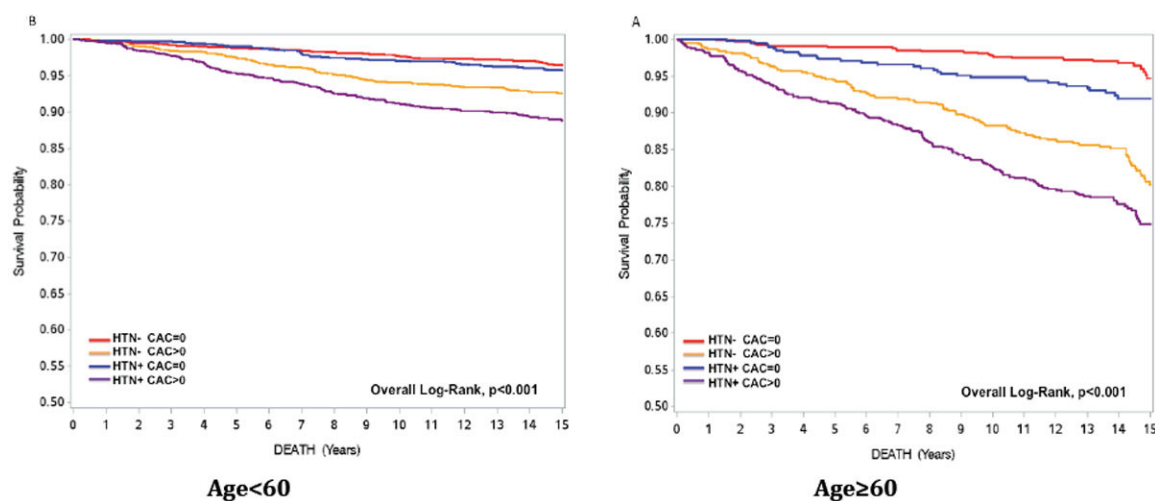 B
1.00
0.95
0.90
0.85
0.80
0.75
0.70
0.65
0.60
0.55
0.50
Survival Probability
HTN- CAC=0
HTN- CAC>0
HTN+ CAC=0
HTN+ CAC>0
Overall Log-Rank, p<0.001
0 1 2 3 4 5 6 7 8 9 10 11 12 13 14 15
DEATH (Years)
Age<60
A
1.00
0.95
0.90
0.85
0.80
0.75
0.70
0.65
0.60
0.55
0.50
Survival Probability
HTN- CAC=0
HTN- CAC>0
HTN+ CAC=0
HTN+ CAC>0
Overall Log-Rank, p<0.001
0 1 2 3 4 5 6 7 8 9 10 11 12 13 14 15
DEATH (Years)
Age≥60